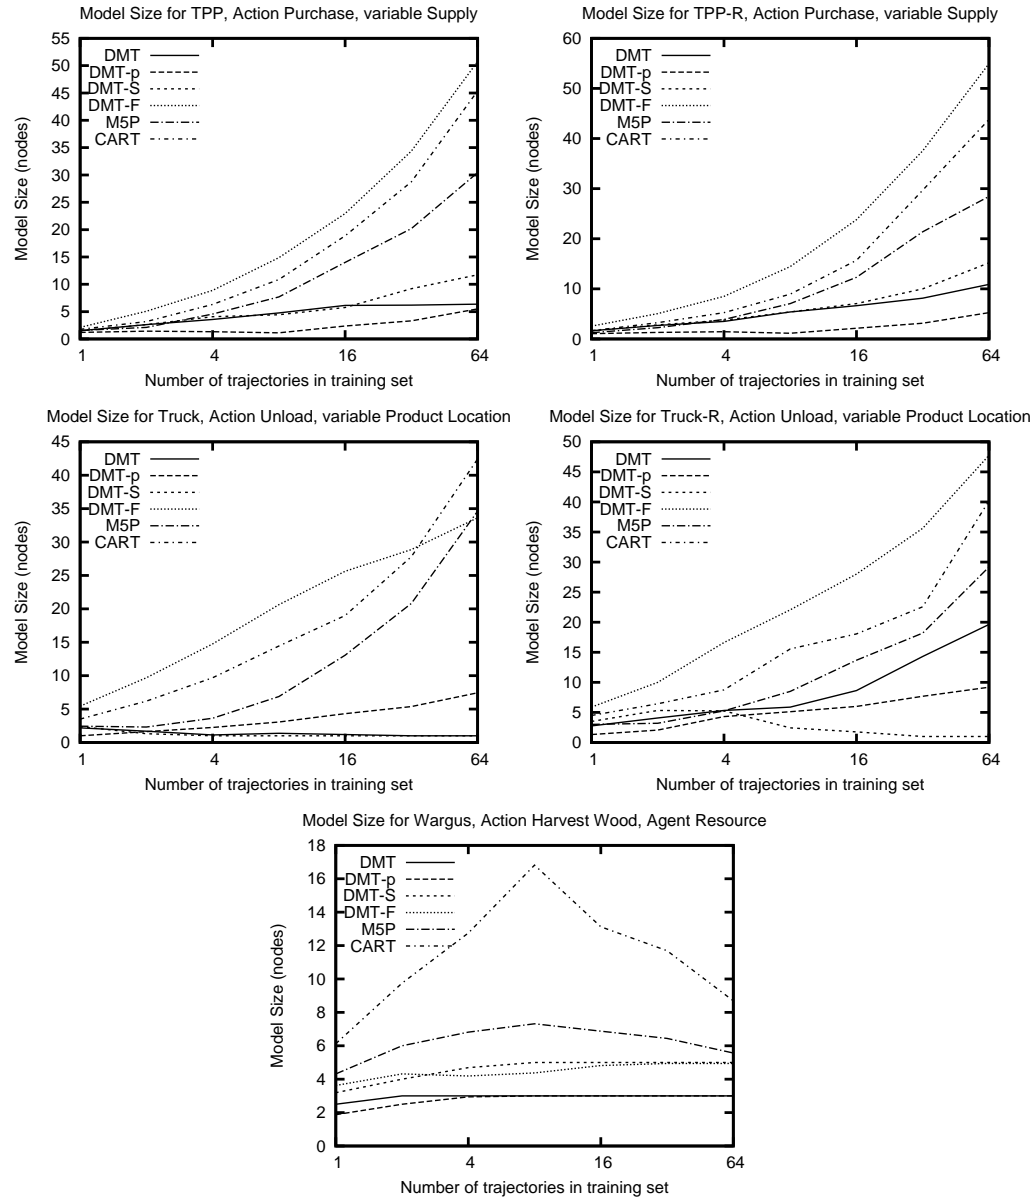 Model Size for TPP, Action Purchase, variable Supply
Model Size (nodes)
55
50
45
40
35
30
25
20
15
10
5
0
DMT
DMT-p
DMT-S
DMT-F
M5P
CART
1 4 16 64
Number of trajectories in training set
Model Size for TPP-R, Action Purchase, variable Supply
Model Size (nodes)
60
50
40
30
20
10
0
DMT
DMT-p
DMT-S
DMT-F
M5P
CART
1 4 16 64
Number of trajectories in training set
Model Size for Truck, Action Unload, variable Product Location
Model Size (nodes)
45
40
35
30
25
20
15
10
5
0
DMT
DMT-p
DMT-S
DMT-F
M5P
CART
1 4 16 64
Number of trajectories in training set
Model Size for Truck-R, Action Unload, variable Product Location
Model Size (nodes)
50
45
40
35
30
25
20
15
10
5
0
DMT
DMT-p
DMT-S
DMT-F
M5P
CART
1 4 16 64
Number of trajectories in training set
Model Size for Wargus, Action Harvest Wood, Agent Resource
Model Size (nodes)
18
16
14
12
10
8
6
4
2
0
DMT
DMT-p
DMT-S
DMT-F
M5P
CART
1 4 16 64
Number of trajectories in training set